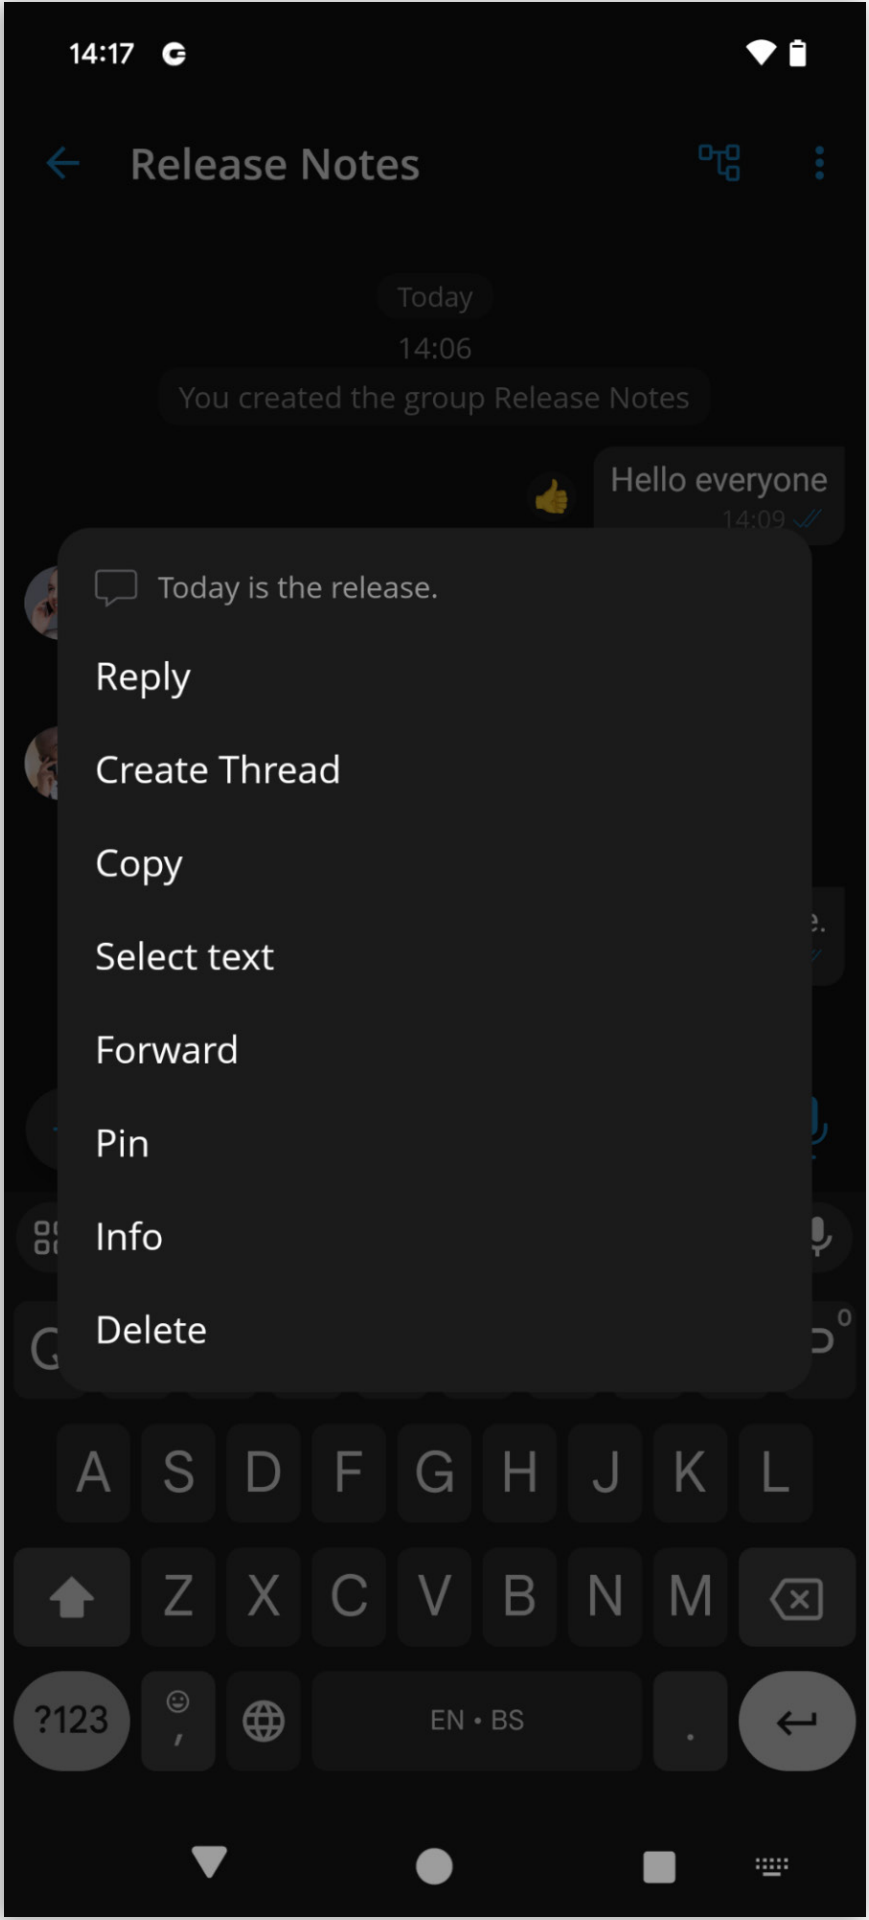 14:17
Release Notes
Today
14:06
You created the group Release Notes
Hello everyone
14:09
Today is the release.
Reply
Create Thread
Copy
e.
Select text
Forward
Pin
Info
Delete
P 0
A S D F G H J K L
Z X C V B N M
?123 , EN • BS .